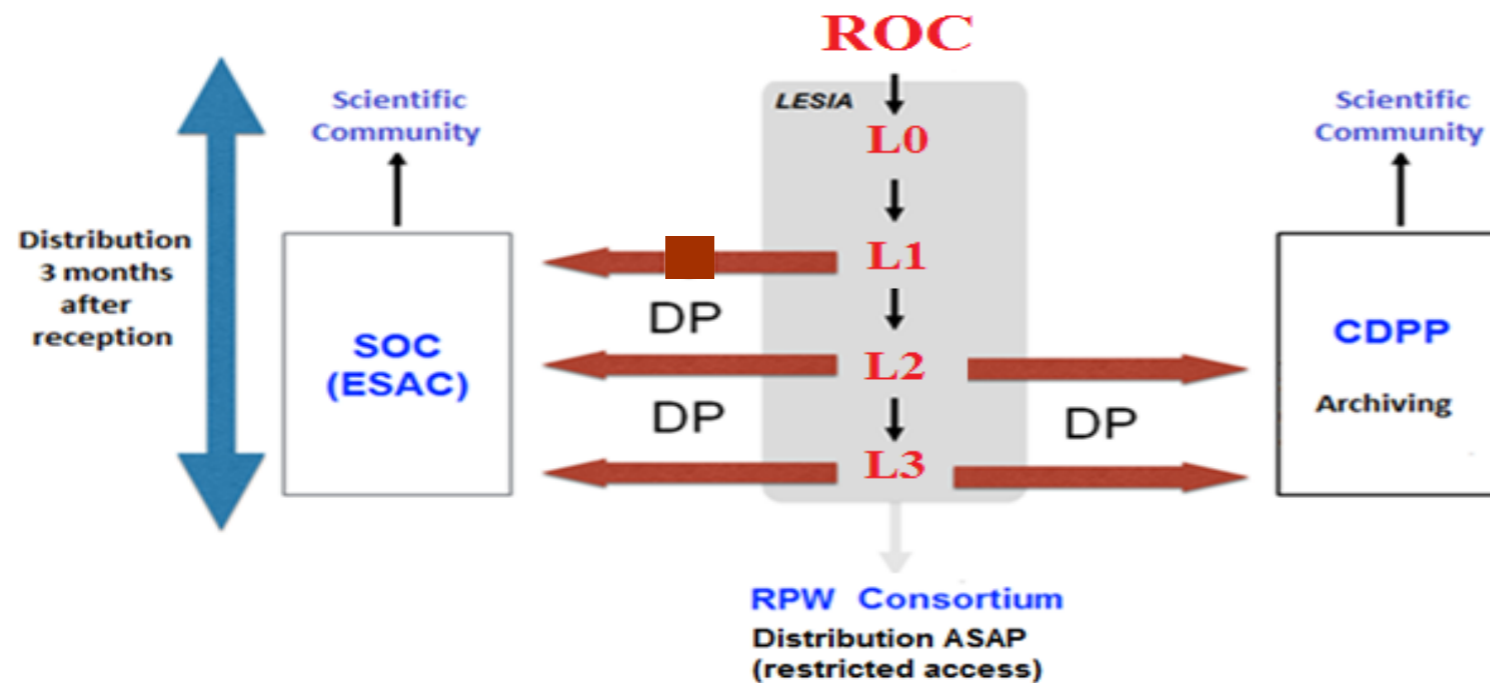 ROC
LESIA
Scientific
Community
Scientific
Community
L0
Distribution
3 months
after
reception
L1
DP
SOC
(ESAC)
L2
CDPP
Archiving
DP
DP
L3
RPW Consortium
Distribution ASAP
(restricted access)